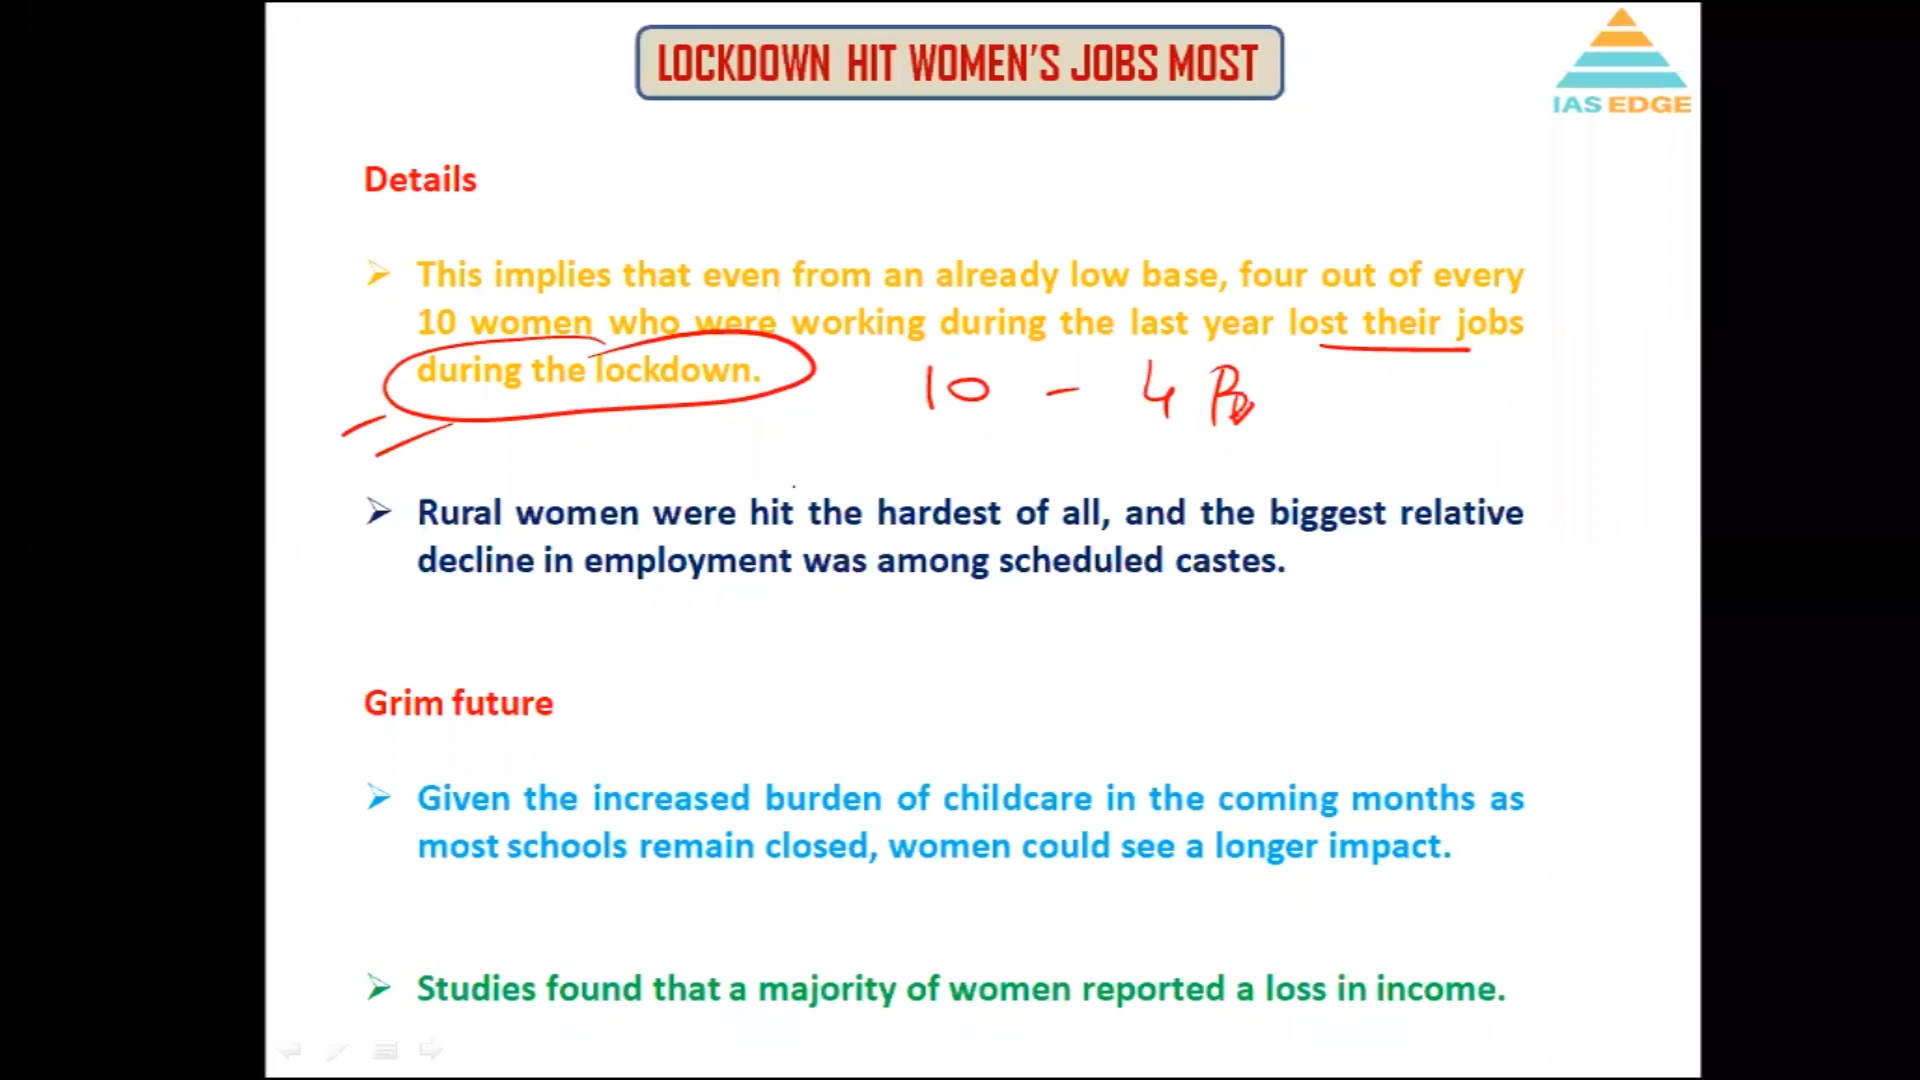 LOCKDOWN HIT WOMEN'S JOBS MOST
IAS EDGE
Details
This implies that even from an already low base, four out of every
10 women who were working during the last year lost their jobs
during the lockdown.
10 - 4
Rural women were hit the hardest of all, and the biggest relative
decline in employment was among scheduled castes.
Grim future
Given the increased burden of childcare in the coming months as
most schools remain closed, women could see a longer impact.
Studies found that a majority of women reported a loss in income.